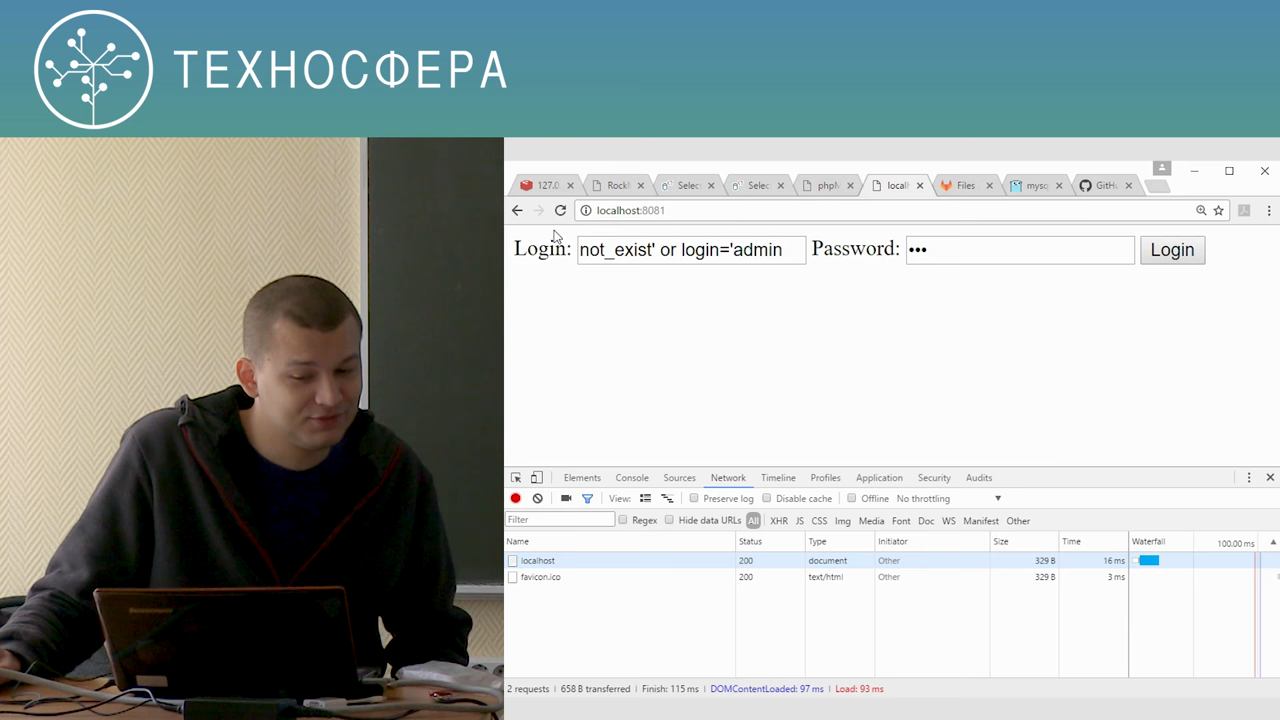 ТЕХНОСФЕРА
127.0 Rock Selec Selec phpM locall Files mysq GitHu
localhost:8081
Login: not_exist' or login='admin Password: ••• Login
Elements Console Sources Network Timeline Profiles Application Security Audits
View: Preserve log Disable cache Offline No throttling
Filter Regex Hide data URLs All XHR JS CSS Img Media Font Doc WS Manifest Other
Name Status Type Initiator Size Time Waterfall 100.00 ms
localhost 200 document Other 329 B 16 ms
favicon.ico 200 text/html Other 329 B 3 ms
2 requests | 658 B transferred | Finish: 115 ms | DOMContentLoaded: 97 ms | Load: 93 ms